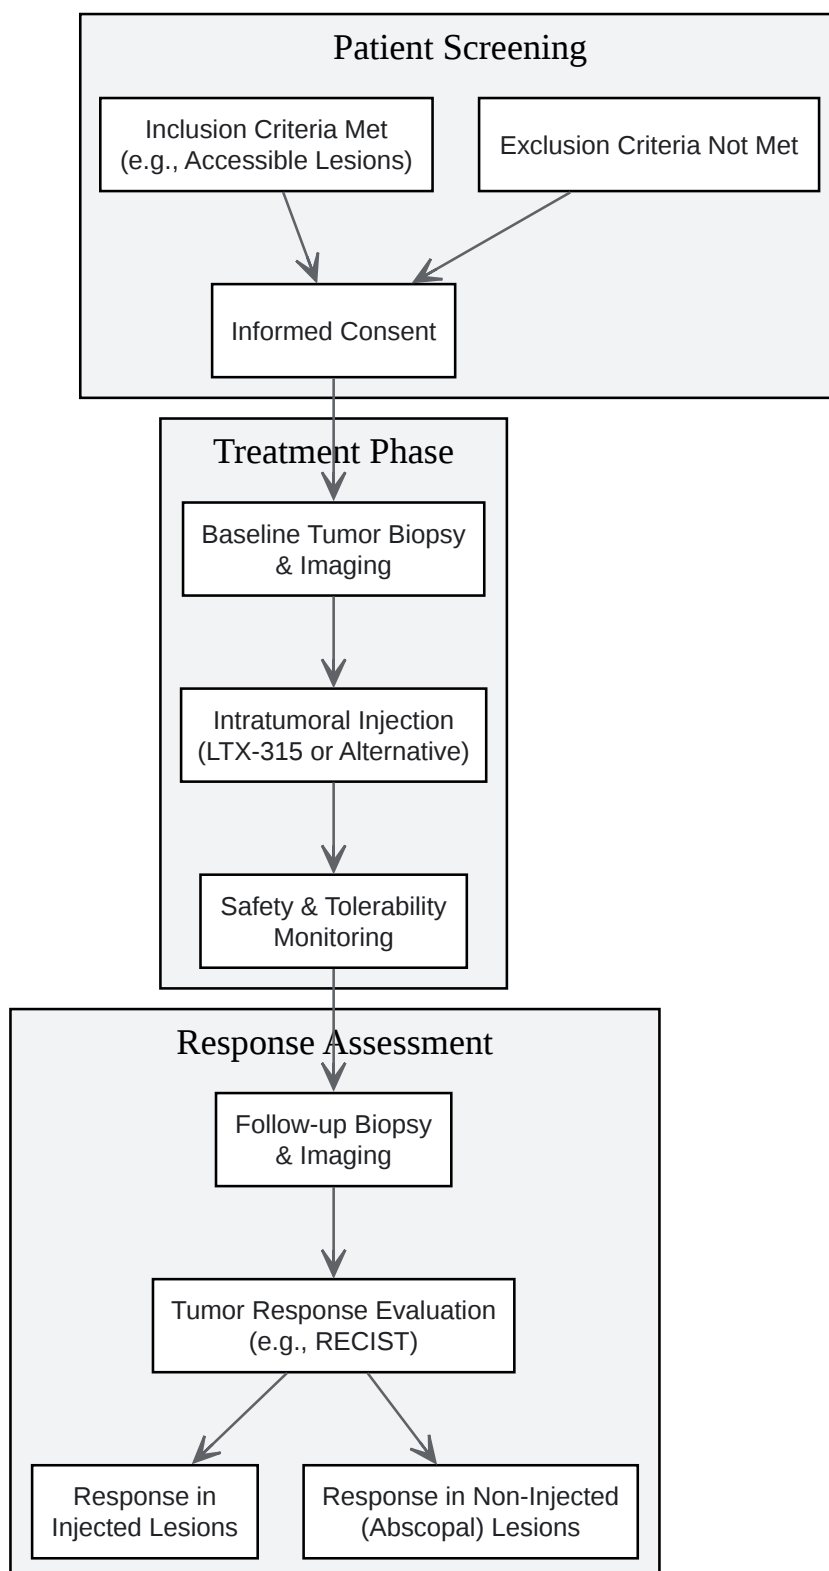 Patient Screening
Inclusion Criteria Met
(e.g., Accessible Lesions)
Exclusion Criteria Not Met
Informed Consent
Treatment Phase
Baseline Tumor Biopsy
& Imaging
Intratumoral Injection
(LTX-315 or Alternative)
Safety & Tolerability
Monitoring
Response Assessment
Follow-up Biopsy
& Imaging
Tumor Response Evaluation
(e.g., RECIST)
Response in
Injected Lesions
Response in Non-Injected
(Abscopal) Lesions